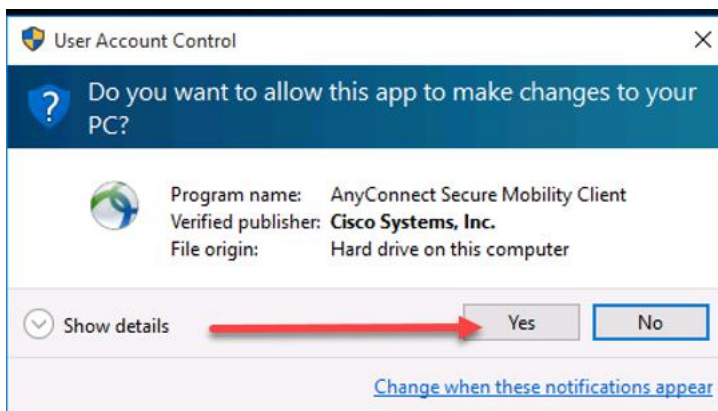 User Account Control
Do you want to allow this app to make changes to your
PC?
Program name: AnyConnect Secure Mobility Client
Verified publisher: Cisco Systems, Inc.
File origin: Hard drive on this computer
Show details
Yes No
Change when these notifications appear